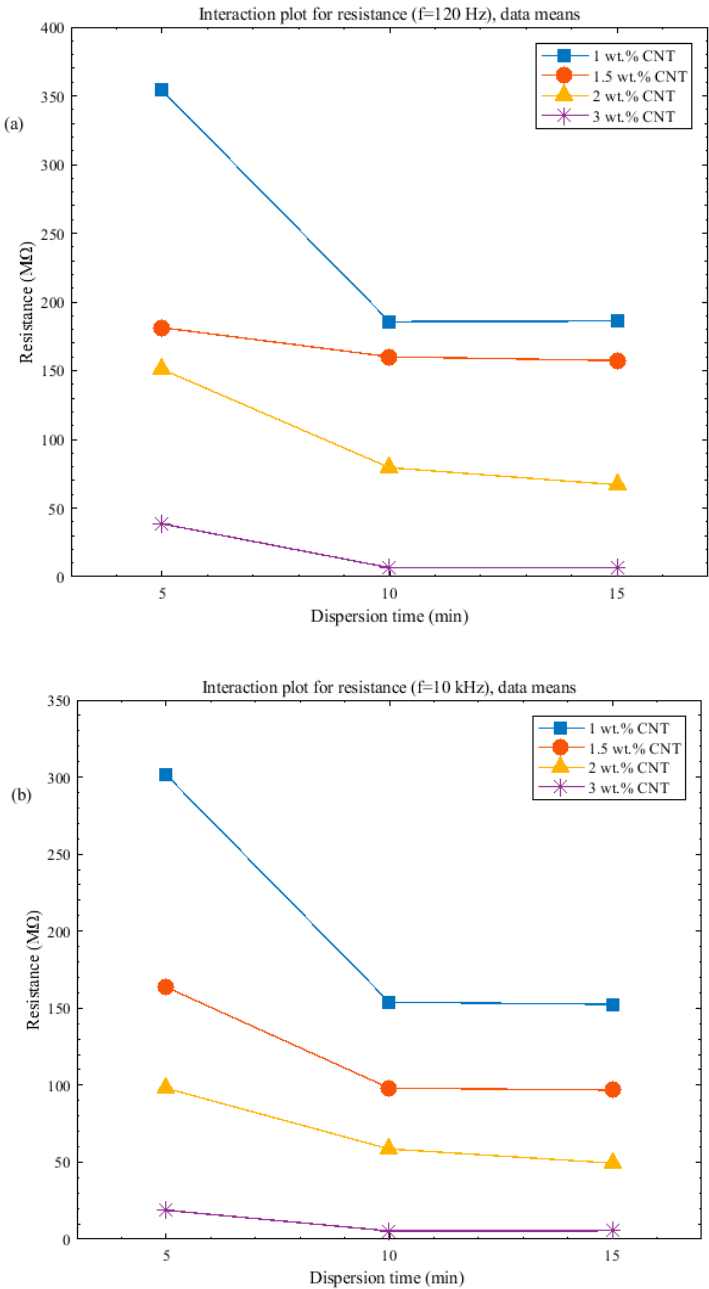 Interaction plot for resistance (f=120 Hz), data means
400
350
300
250
200
150
100
50
0
(a)
Resistance (MΩ)
1 wt.% CNT
1.5 wt.% CNT
2 wt.% CNT
3 wt.% CNT
5 10 15
Dispersion time (min)
Interaction plot for resistance (f=10 kHz), data means
350
300
250
200
150
100
50
0
(b)
Resistance (MΩ)
1 wt.% CNT
1.5 wt.% CNT
2 wt.% CNT
3 wt.% CNT
5 10 15
Dispersion time (min)